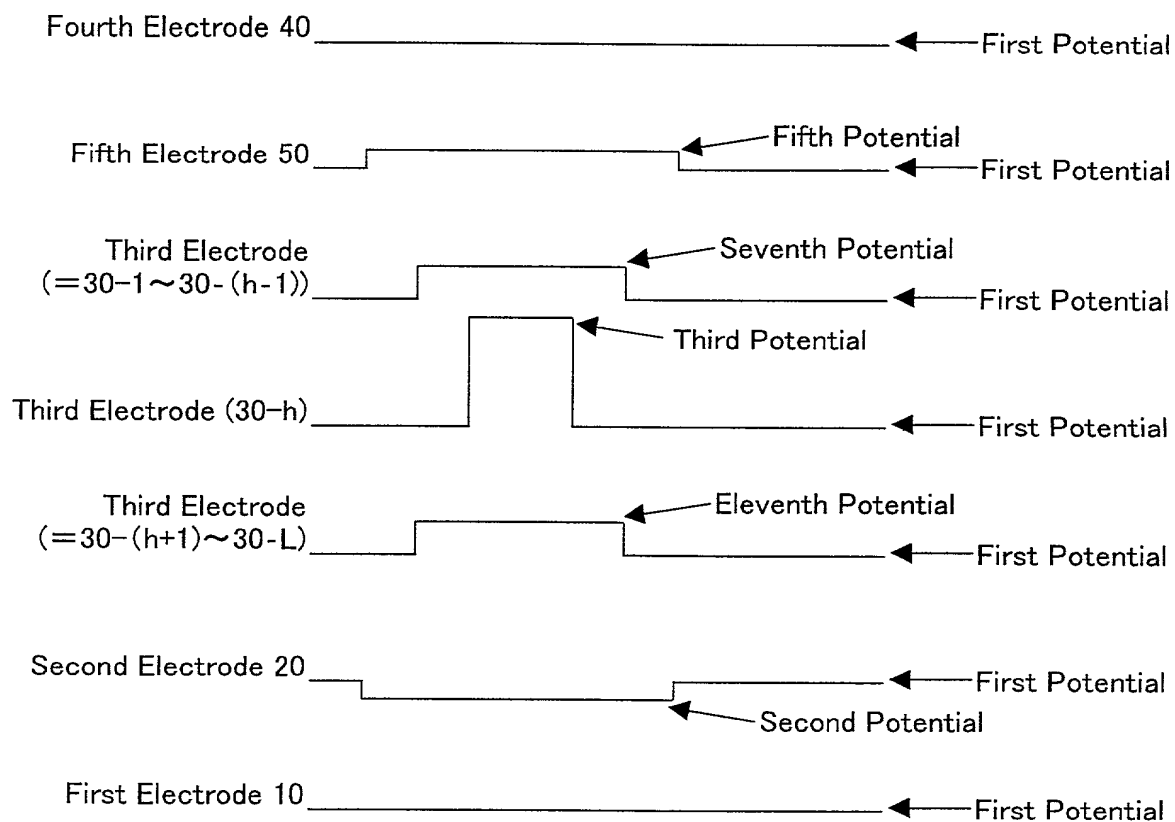 Fourth Electrode 40
First Potential
Fifth Potential
Fifth Electrode 50
First Potential
Third Electrode
(=30-1～30-(h-1))
Seventh Potential
First Potential
Third Potential
Third Electrode (30-h)
First Potential
Third Electrode
(=30-(h+1)～30-L)
Eleventh Potential
First Potential
Second Electrode 20
First Potential
Second Potential
First Electrode 10
First Potential